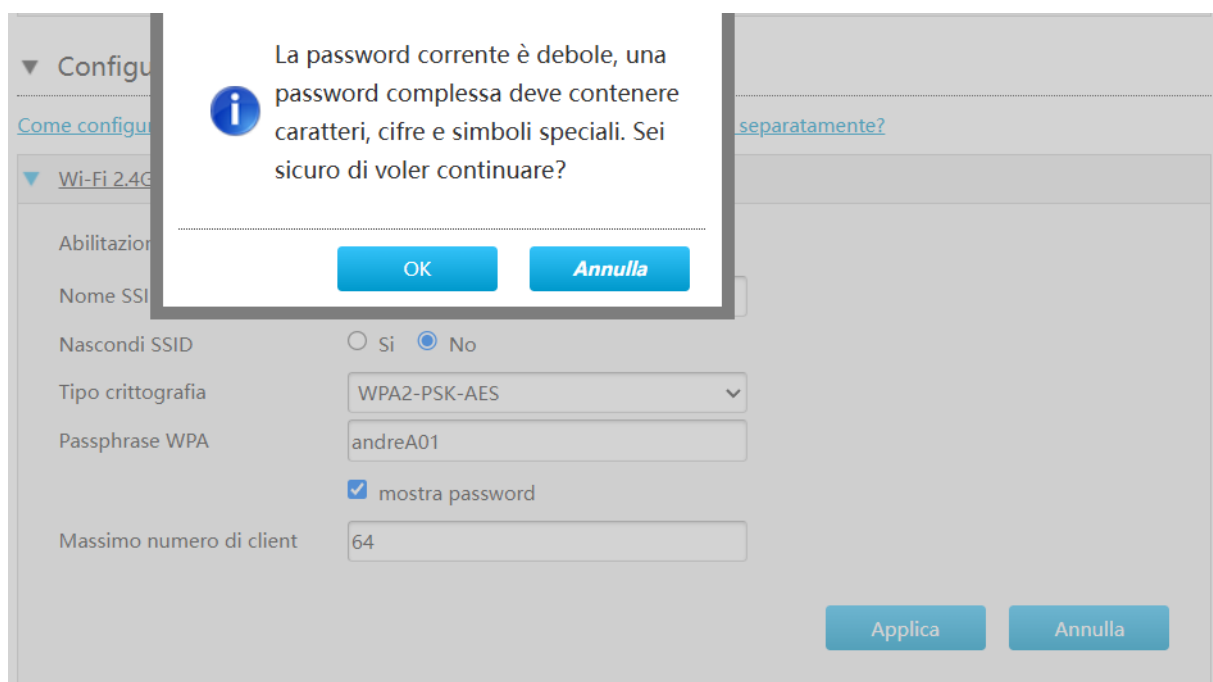 La password corrente è debole, una
password complessa deve contenere
caratteri, cifre e simboli speciali. Sei
sicuro di voler continuare?
OK Annulla
▼ Configu
Come configu separatamente?
▼ Wi-Fi 2.4G
Abilitazion
Nome SSI
Nascondi SSID Si No
Tipo crittografia WPA2-PSK-AES
Passphrase WPA andreA01
mostra password
Massimo numero di client 64
Applica Annulla